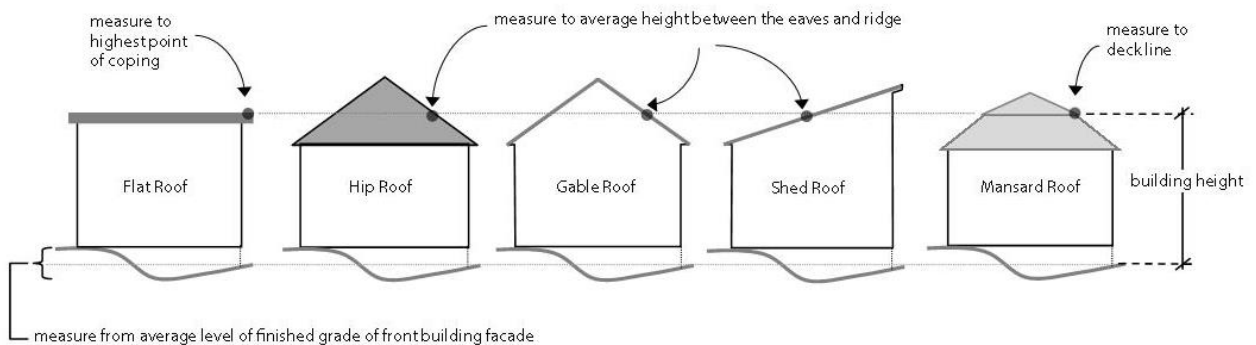 measure to
highest point
of coping
measure to average height between the eaves and ridge
measure to
deck line
Flat Roof
Hip Roof
Gable Roof
Shed Roof
Mansard Roof
building height
measure from average level of finished grade of front building facade